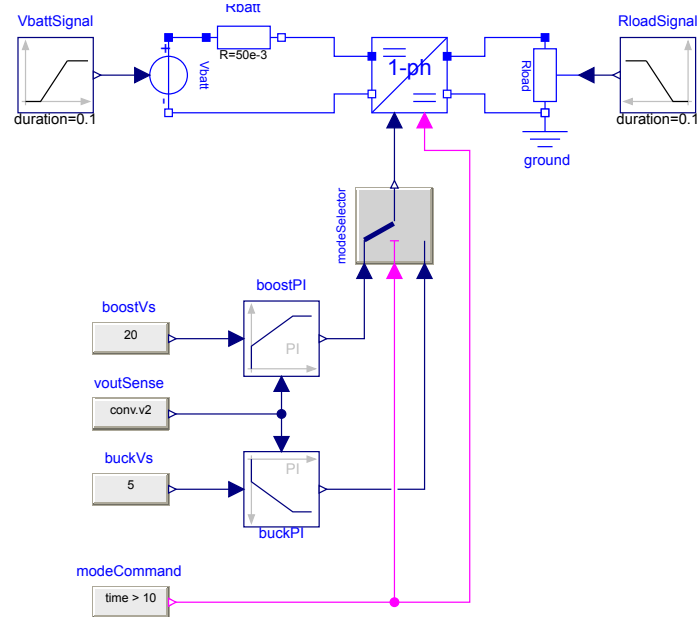 VbattSignal
Rbatt
RloadSignal
+
-
Vbatt
R=50e-3
1-ph
Rload
duration=0.1
duration=0.1
ground
modeSelector
boostPI
boostVs
20
PI
voutSense
conv.v2
buckVs
5
PI
buckPI
modeCommand
time > 10